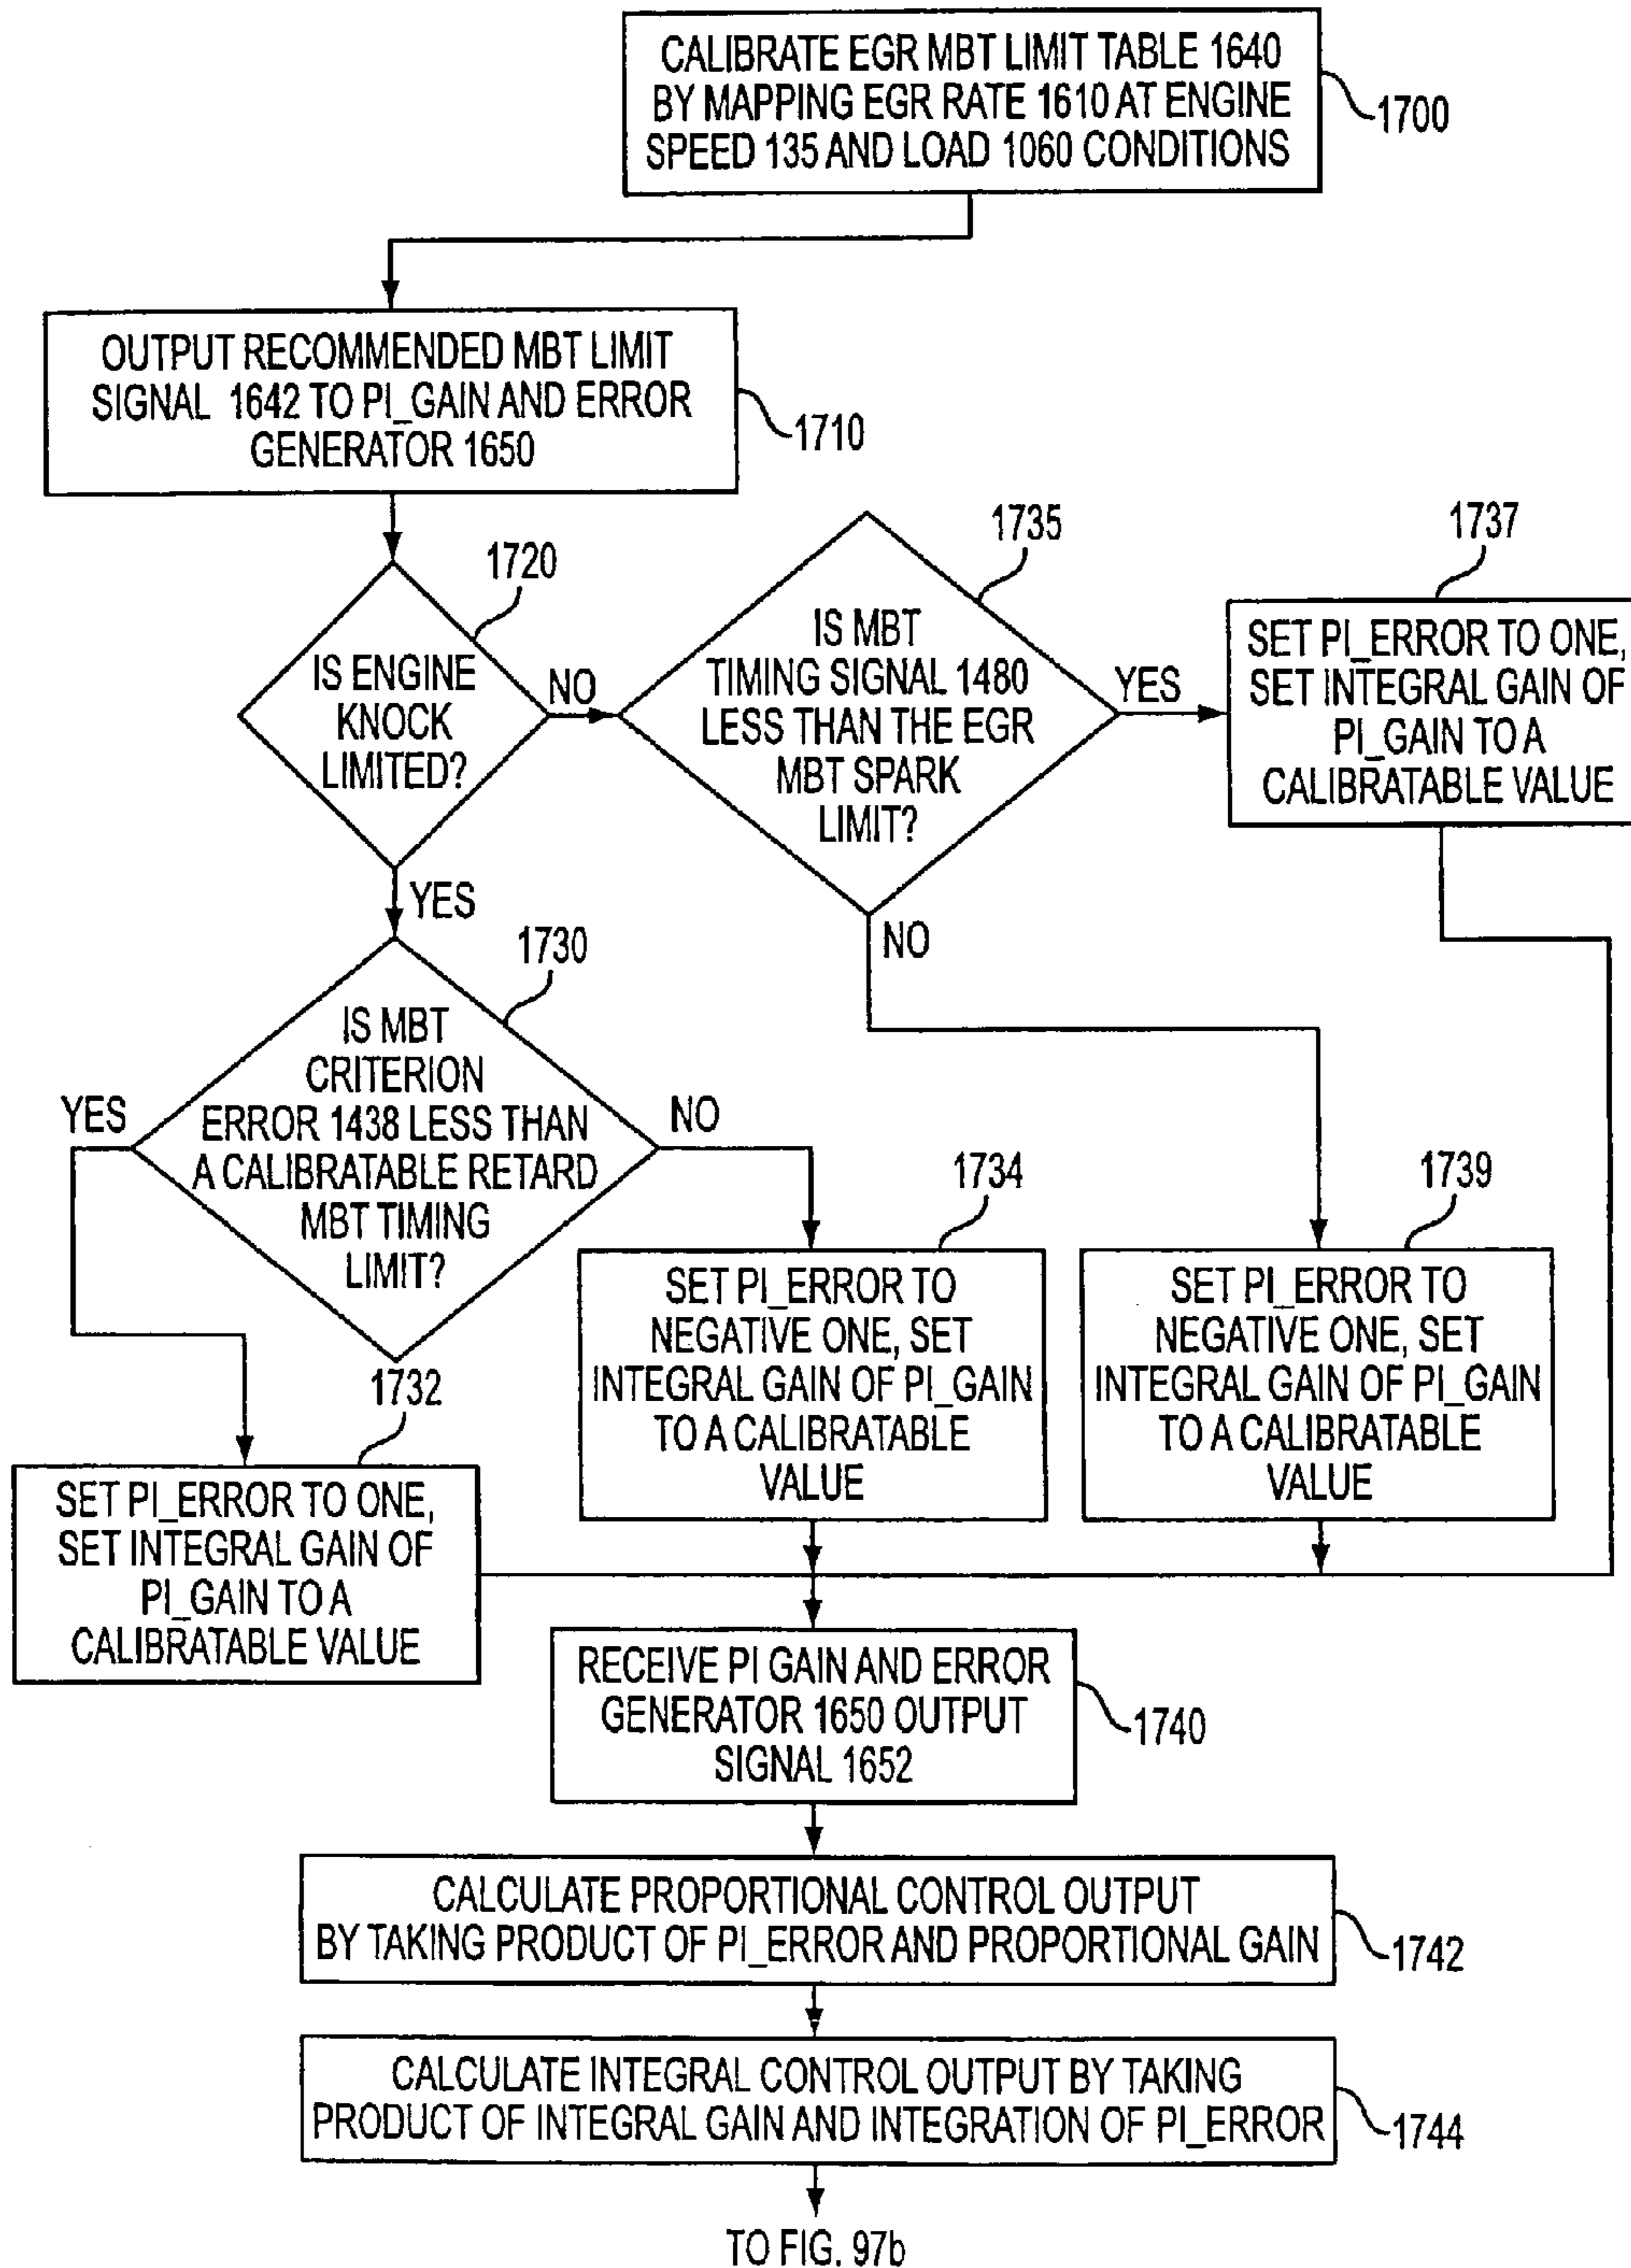 CALIBRATE EGR MBT LIMIT TABLE 1640
BY MAPPING EGR RATE 1610 AT ENGINE
SPEED 135 AND LOAD 1060 CONDITIONS
1700
OUTPUT RECOMMENDED MBT LIMIT
SIGNAL 1642 TO PI_GAIN AND ERROR
GENERATOR 1650
1710
1720
IS ENGINE
KNOCK
LIMITED?
NO
YES
1735
IS MBT
TIMING SIGNAL 1480
LESS THAN THE EGR
MBT SPARK
LIMIT?
YES
NO
1737
SET PI_ERROR TO ONE,
SET INTEGRAL GAIN OF
PI_GAIN TO A
CALIBRATABLE VALUE
1730
IS MBT
CRITERION
ERROR 1438 LESS THAN
A CALIBRATABLE RETARD
MBT TIMING
LIMIT?
YES
NO
1734
SET PI_ERROR TO
NEGATIVE ONE, SET
INTEGRAL GAIN OF PI_GAIN
TO A CALIBRATABLE
VALUE
1739
SET PI_ERROR TO
NEGATIVE ONE, SET
INTEGRAL GAIN OF PI_GAIN
TO A CALIBRATABLE
VALUE
1732
SET PI_ERROR TO ONE,
SET INTEGRAL GAIN OF
PI_GAIN TO A
CALIBRATABLE VALUE
RECEIVE PI GAIN AND ERROR
GENERATOR 1650 OUTPUT
SIGNAL 1652
1740
CALCULATE PROPORTIONAL CONTROL OUTPUT
BY TAKING PRODUCT OF PI_ERROR AND PROPORTIONAL GAIN
1742
CALCULATE INTEGRAL CONTROL OUTPUT BY TAKING
PRODUCT OF INTEGRAL GAIN AND INTEGRATION OF PI_ERROR
1744
TO FIG. 97b